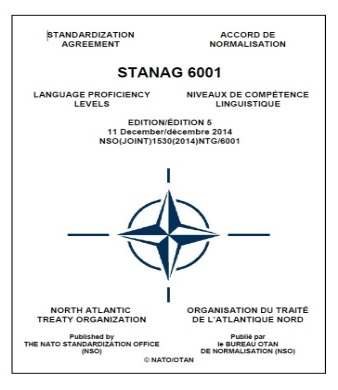 STANDARDIZATION
AGREEMENT
ACCORD DE
NORMALISATION
STANAG 6001
LANGUAGE PROFICIENCY
LEVELS
NIVEAUX DE COMPÉTENCE
LINGUISTIQUE
EDITION/ÉDITION 5
11 December/décembre 2014
NSO(JOINT)1530(2014)NTG/6001
NORTH ATLANTIC
TREATY ORGANIZATION
ORGANISATION DU TRAITÉ
DE L'ATLANTIQUE NORD
Published by
THE NATO STANDARDIZATION OFFICE
(NSO)
Publié par
le BUREAU OTAN
DE NORMALISATION (NSO)
© NATO/OTAN